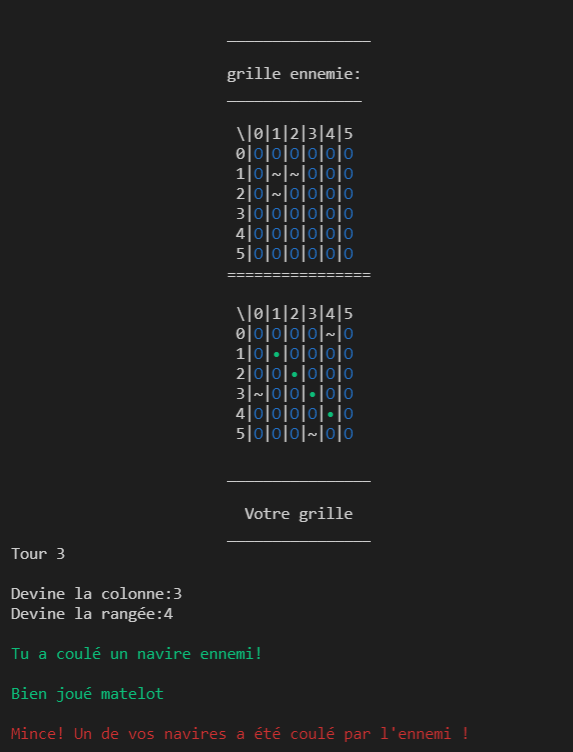 ________________
grille ennemie:
_______________
\|0|1|2|3|4|5
0|O|O|O|O|O|O
1|O|~|~|O|O|O
2|O|~|O|O|O|O
3|O|O|O|O|O|O
4|O|O|O|O|O|O
5|O|O|O|O|O|O
================
\|0|1|2|3|4|5
0|O|O|O|O|~|O
1|O|•|O|O|O|O
2|O|O|•|O|O|O
3|~|O|O|•|O|O
4|O|O|O|O|•|O
5|O|O|O|~|O|O
________________
Votre grille
________________
Tour 3
Devine la colonne:3
Devine la rangée:4
Tu a coulé un navire ennemi!
Bien joué matelot
Mince! Un de vos navires a été coulé par l'ennemi !